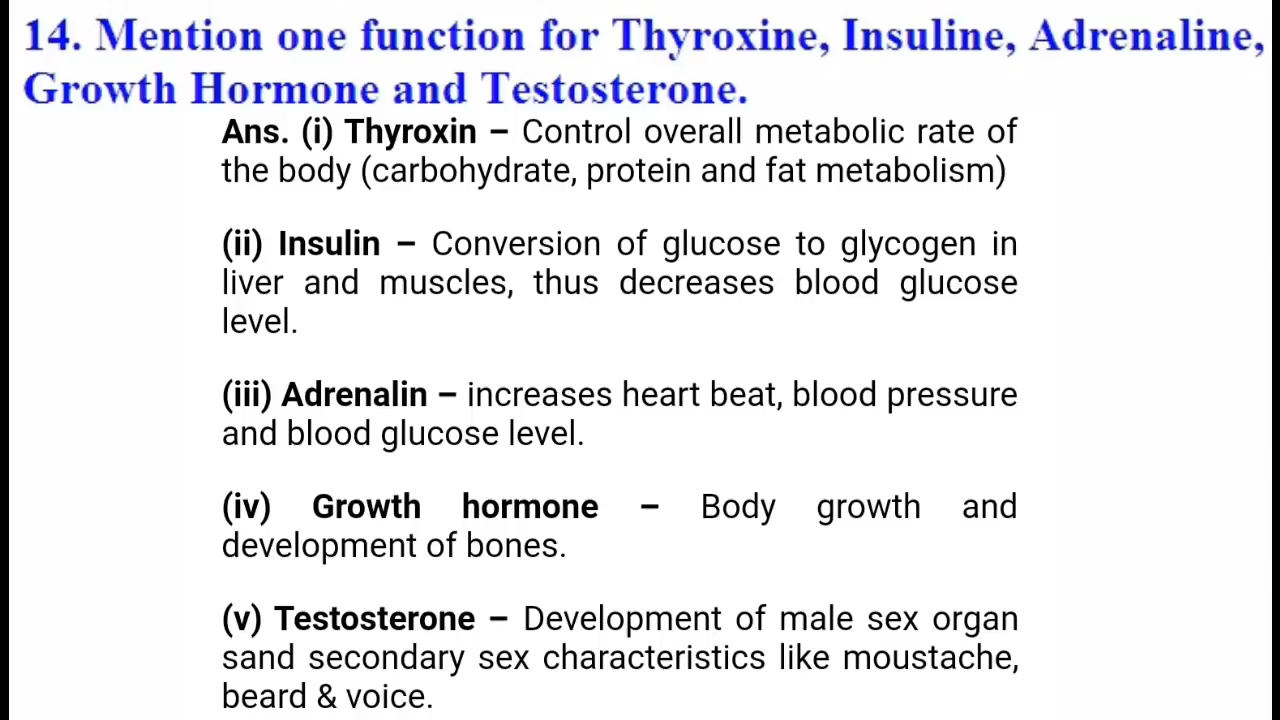 14. Mention one function for Thyroxine, Insuline, Adrenaline,
Growth Hormone and Testosterone.
Ans. (i) Thyroxin – Control overall metabolic rate of
the body (carbohydrate, protein and fat metabolism)
(ii) Insulin – Conversion of glucose to glycogen in
liver and muscles, thus decreases blood glucose
level.
(iii) Adrenalin – increases heart beat, blood pressure
and blood glucose level.
(iv) Growth hormone – Body growth and
development of bones.
(v) Testosterone – Development of male sex organ
sand secondary sex characteristics like moustache,
beard & voice.